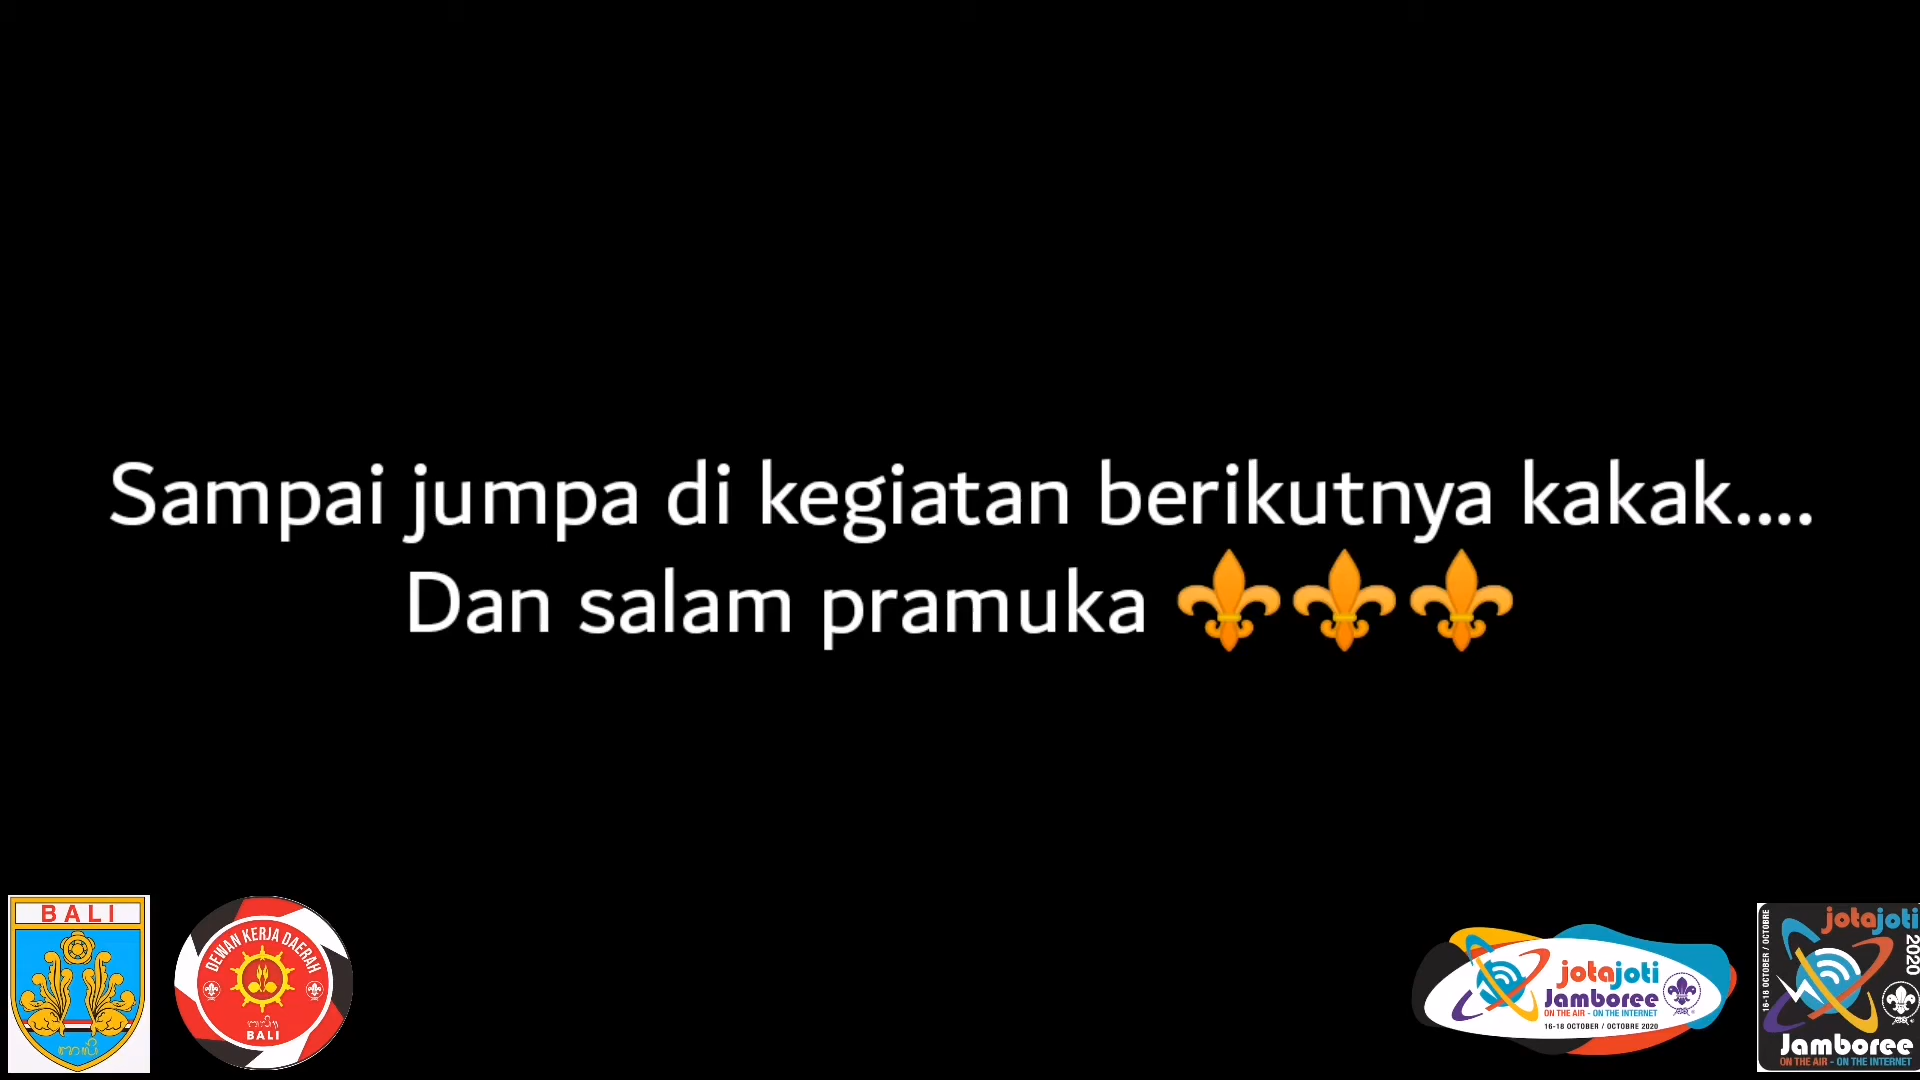 Sampai jumpa di kegiatan berikutnya kakak....
Dan salam pramuka ⚜⚜⚜
BALI
DEWAN KERJA DAERAH
BALI
jotajoti
Jamboree
ON THE AIR - ON THE INTERNET
16-18 OCTOBER / OCTOBRE 2020
16-18 OCTOBER / OCTOBRE
jotajoti
2020
Jamboree
ON THE AIR - ON THE INTERNET